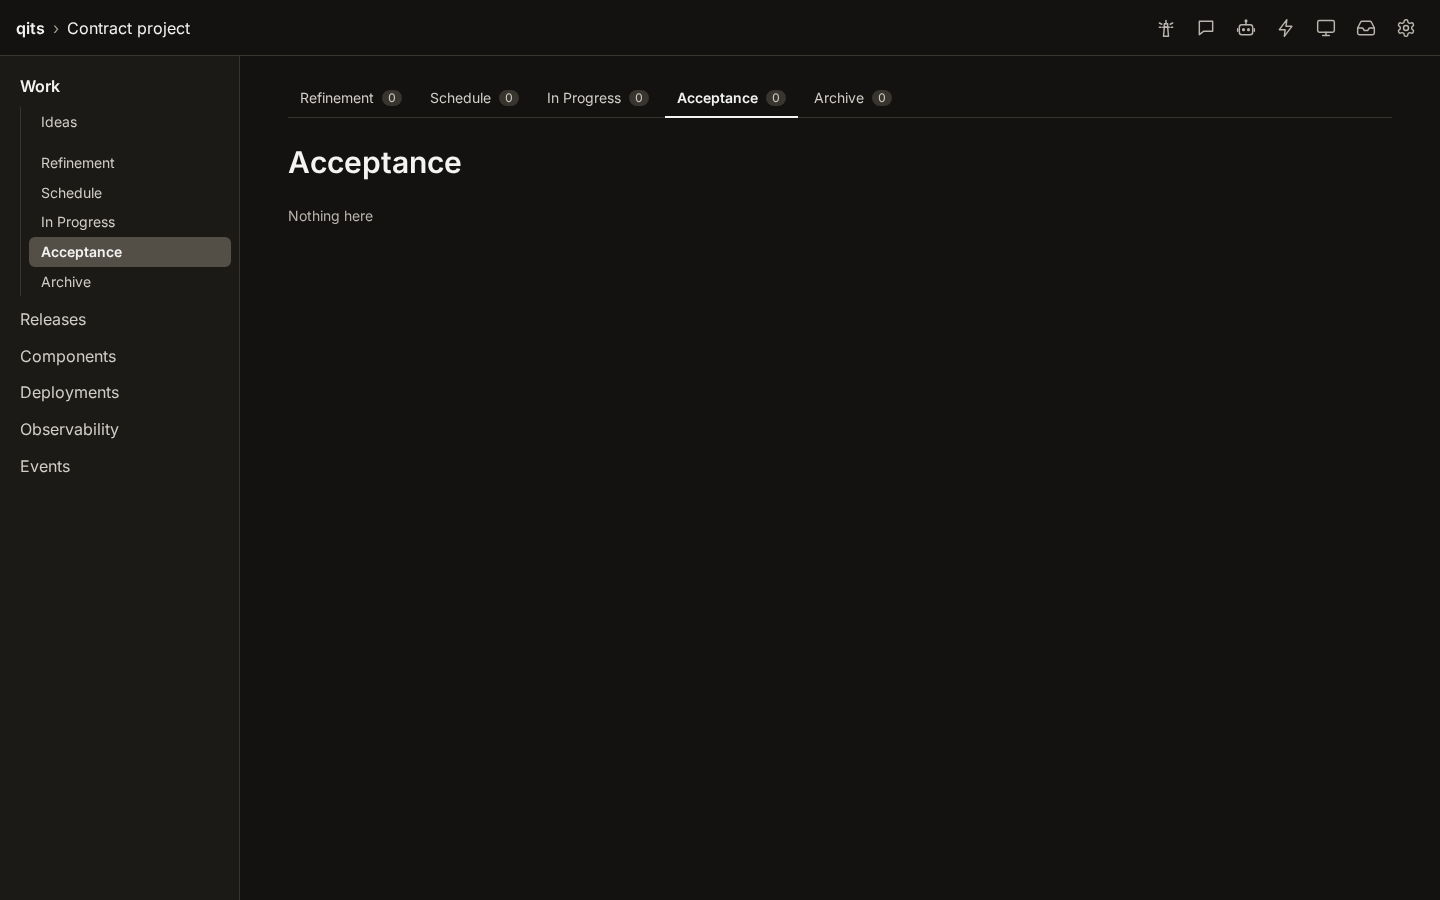 qits › Contract project
Refinement 0 Schedule 0 In Progress 0 Acceptance 0 Archive 0
Work
Ideas
Refinement
Schedule
In Progress
Acceptance
Archive
Releases
Components
Deployments
Observability
Events
Acceptance
Nothing here